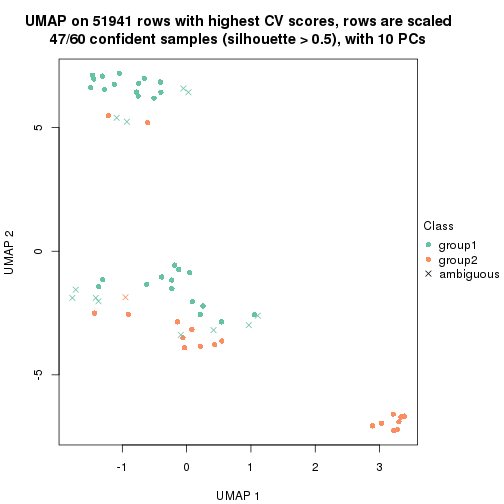 UMAP on 51941 rows with highest CV scores, rows are scaled
47/60 confident samples (silhouette > 0.5), with 10 PCs
5
0
-5
UMAP 2
-1
0
1
2
3
UMAP 1
Class
group1
group2
ambiguous